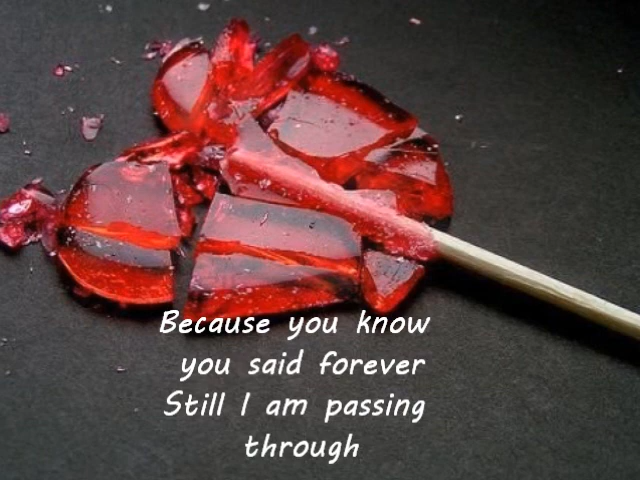 Because you know
you said forever
Still I am passing
through